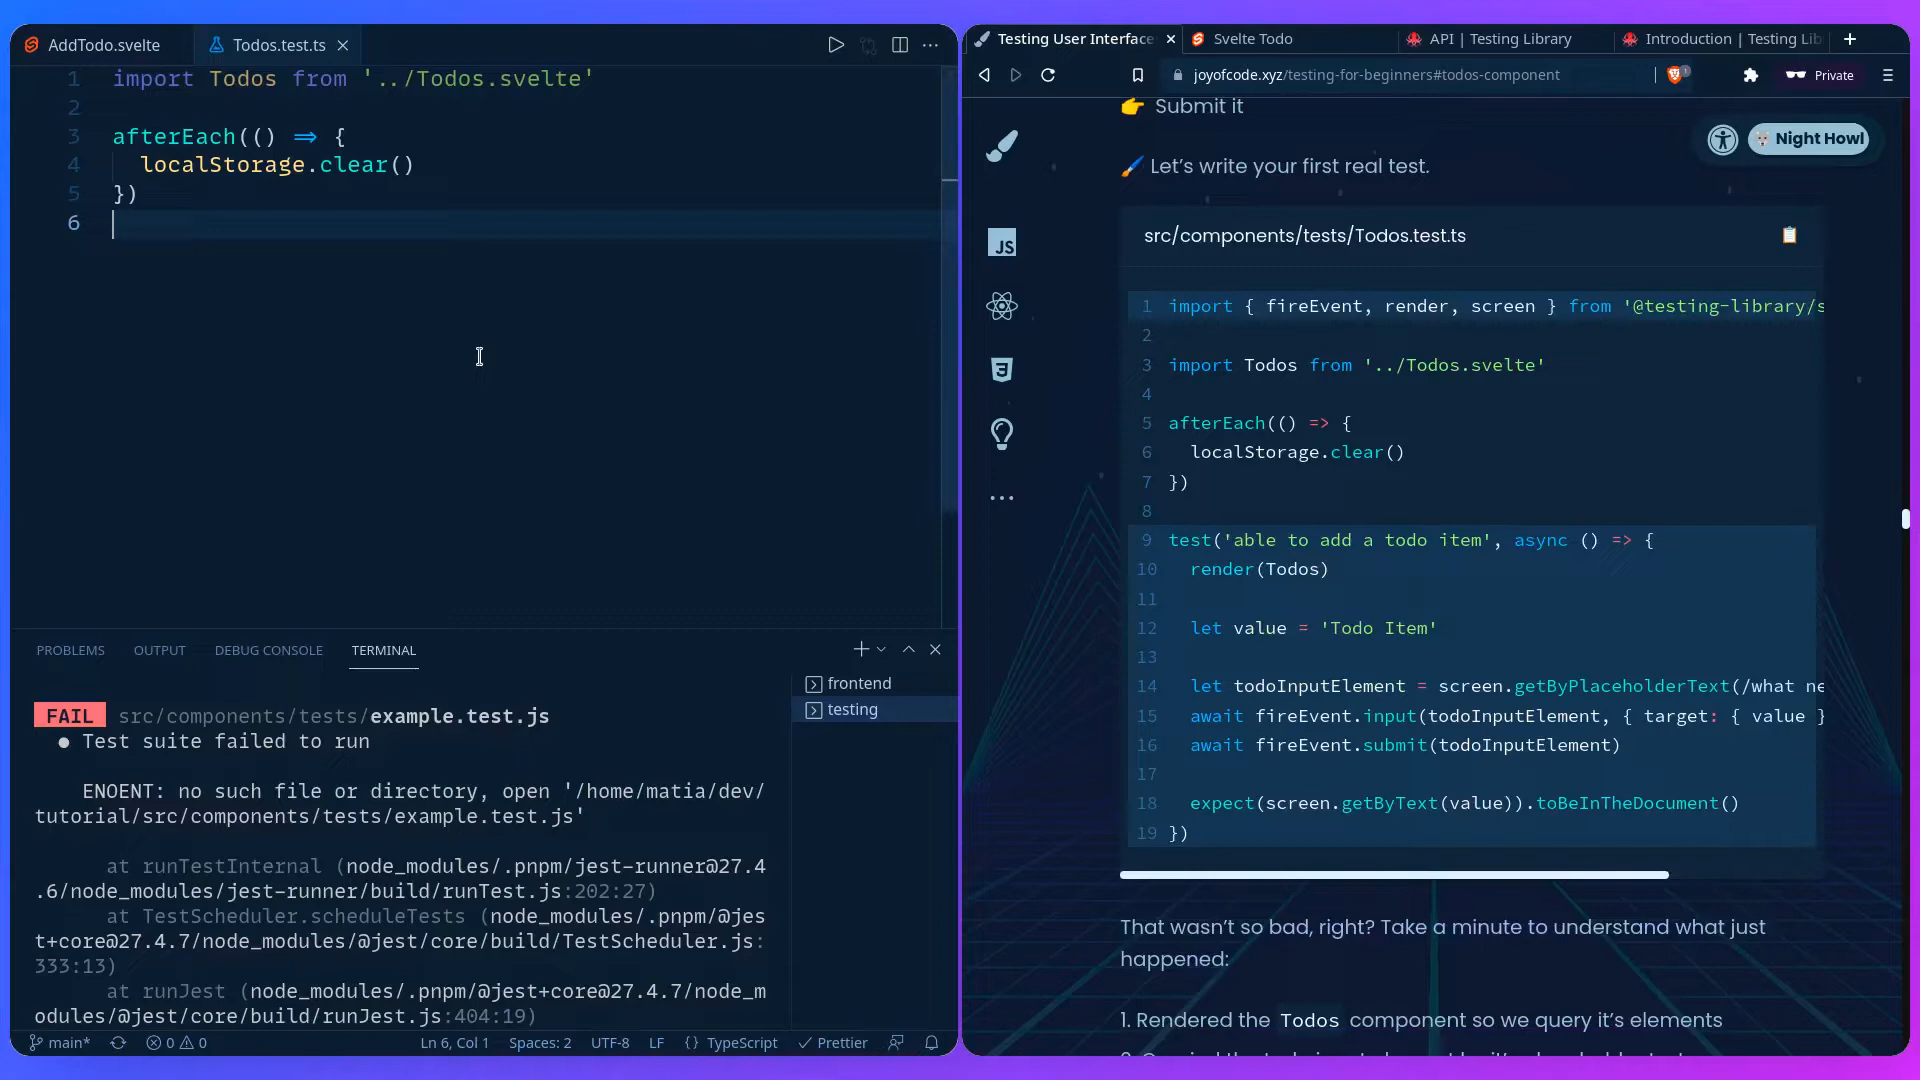 AddTodo.svelte
Todos.test.ts
1 import Todos from '../Todos.svelte'
2
3 afterEach(() => {
4 localStorage.clear()
5 })
6
PROBLEMS OUTPUT DEBUG CONSOLE TERMINAL
frontend
testing
FAIL src/components/tests/example.test.js
● Test suite failed to run
ENOENT: no such file or directory, open '/home/matia/dev/
tutorial/src/components/tests/example.test.js'
at runTestInternal (node_modules/.pnpm/jest-runner@27.4
.6/node_modules/jest-runner/build/runTest.js:202:27)
at TestScheduler.scheduleTests (node_modules/.pnpm/@jes
t+core@27.4.7/node_modules/@jest/core/build/TestScheduler.js:
333:13)
at runJest (node_modules/.pnpm/@jest+core@27.4.7/node_m
odules/@jest/core/build/runJest.js:404:19)
main* 0 0 Ln 6, Col 1 Spaces: 2 UTF-8 LF {} TypeScript Prettier
Testing User Interface
Svelte Todo
API | Testing Library
Introduction | Testing Lib
joyofcode.xyz/testing-for-beginners#todos-component
1
Private
👉 Submit it
Night Howl
🖌️ Let's write your first real test.
JS
3
src/components/tests/Todos.test.ts
1 import { fireEvent, render, screen } from '@testing-library/s
2
3 import Todos from '../Todos.svelte'
4
5 afterEach(() => {
6 localStorage.clear()
7 })
8
9 test('able to add a todo item', async () => {
10 render(Todos)
11
12 let value = 'Todo Item'
13
14 let todoInputElement = screen.getByPlaceholderText(/what ne
15 await fireEvent.input(todoInputElement, { target: { value }
16 await fireEvent.submit(todoInputElement)
17
18 expect(screen.getByText(value)).toBeInTheDocument()
19 })
That wasn't so bad, right? Take a minute to understand what just
happened:
1. Rendered the Todos component so we query it's elements